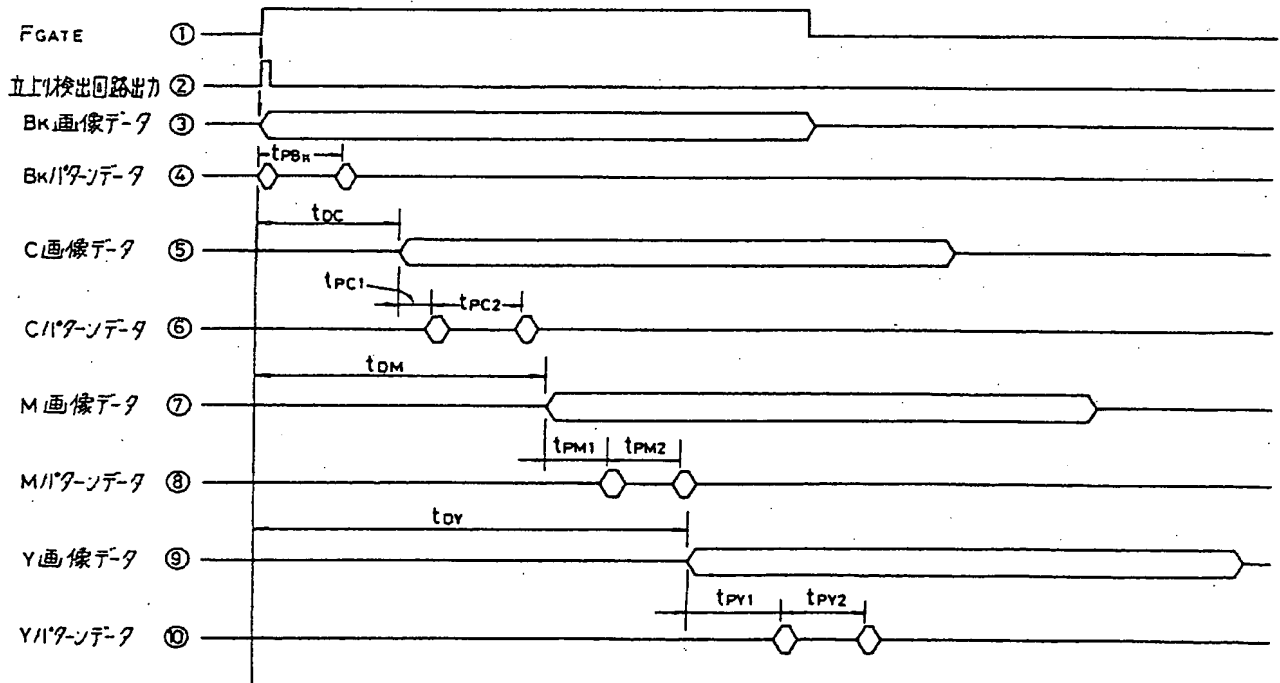 FGATE ①
立上り検出回路出力 ②
BK画像データ ③
tPBK
BKパターンデータ ④
tDC
C画像データ ⑤
tPC1 tPC2
Cパターンデータ ⑥
tDM
M画像データ ⑦
tPM1 tPM2
Mパターンデータ ⑧
tDY
Y画像データ ⑨
tPY1 tPY2
Yパターンデータ ⑩